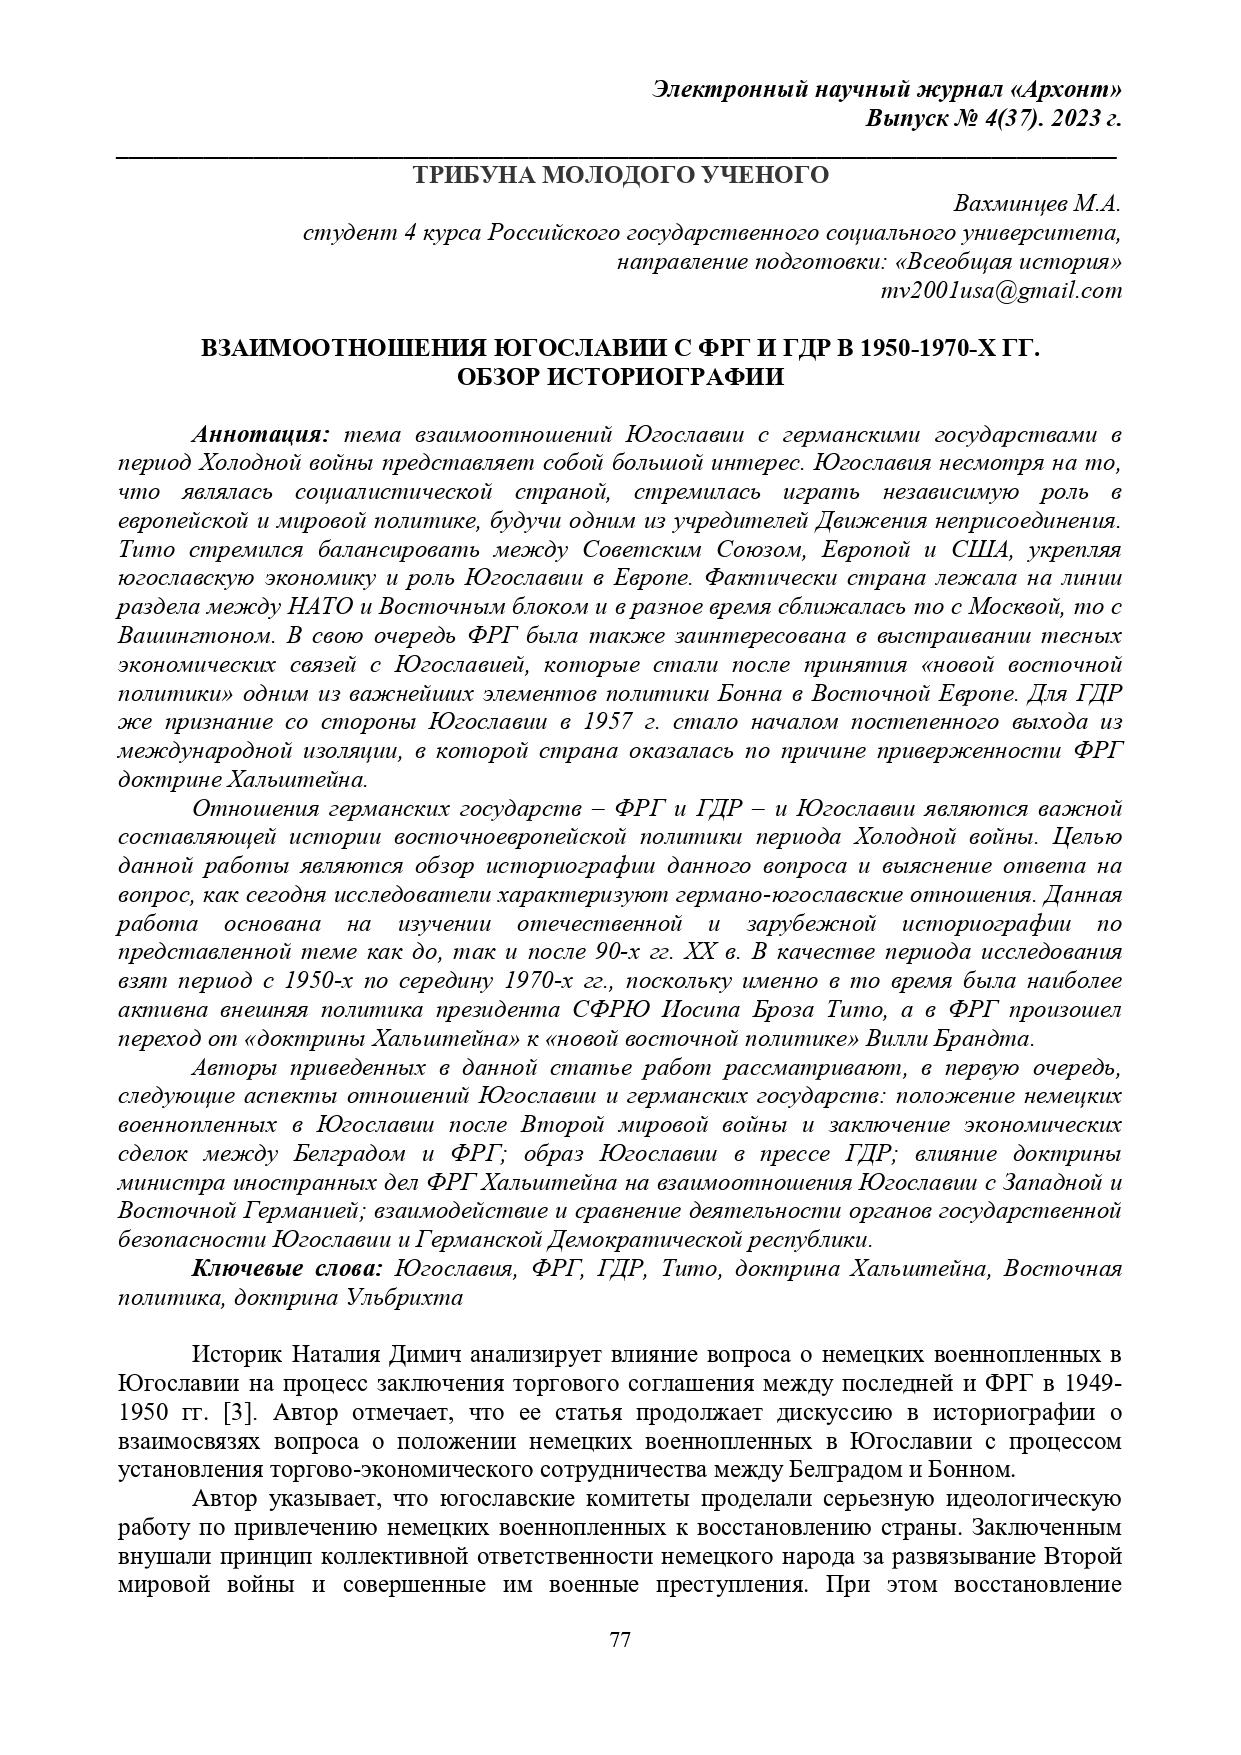 Электронный научный журнал «Архонт»
Выпуск № 4(37). 2023 г.
ТРИБУНА МОЛОДОГО УЧЕНОГО
Вахминцев М.А.
студент 4 курса Российского государственного социального университета,
направление подготовки: «Всеобщая история»
mv2001usa@gmail.com
ВЗАИМООТНОШЕНИЯ ЮГОСЛАВИИ С ФРГ И ГДР В 1950-1970-Х ГГ.
ОБЗОР ИСТОРИОГРАФИИ
Аннотация: тема взаимоотношений Югославии с германскими государствами в
период Холодной войны представляет собой большой интерес. Югославия несмотря на то,
что являлась социалистической страной, стремилась играть независимую роль в
европейской и мировой политике, будучи одним из учредителей Движения неприсоединения.
Тито стремился балансировать между Советским Союзом, Европой и США, укрепляя
югославскую экономику и роль Югославии в Европе. Фактически страна лежала на линии
раздела между НАТО и Восточным блоком и в разное время сближалась то с Москвой, то с
Вашингтоном. В свою очередь ФРГ была также заинтересована в выстраивании тесных
экономических связей с Югославией, которые стали после принятия «новой восточной
политики» одним из важнейших элементов политики Бонна в Восточной Европе. Для ГДР
же признание со стороны Югославии в 1957 г. стало началом постепенного выхода из
международной изоляции, в которой страна оказалась по причине приверженности ФРГ
доктрине Хальштейна.
Отношения германских государств – ФРГ и ГДР – и Югославии являются важной
составляющей истории восточноевропейской политики периода Холодной войны. Целью
данной работы являются обзор историографии данного вопроса и выяснение ответа на
вопрос, как сегодня исследователи характеризуют германо-югославские отношения. Данная
работа основана на изучении отечественной и зарубежной историографии по
представленной теме как до, так и после 90-х гг. XX в. В качестве периода исследования
взят период с 1950-х по середину 1970-х гг., поскольку именно в то время была наиболее
активна внешняя политика президента СФРЮ Иосипа Броза Тито, а в ФРГ произошел
переход от «доктрины Хальштейна» к «новой восточной политике» Вилли Брандта.
Авторы приведенных в данной статье работ рассматривают, в первую очередь,
следующие аспекты отношений Югославии и германских государств: положение немецких
военнопленных в Югославии после Второй мировой войны и заключение экономических
сделок между Белградом и ФРГ; образ Югославии в прессе ГДР; влияние доктрины
министра иностранных дел ФРГ Хальштейна на взаимоотношения Югославии с Западной и
Восточной Германией; взаимодействие и сравнение деятельности органов государственной
безопасности Югославии и Германской Демократической республики.
Ключевые слова: Югославия, ФРГ, ГДР, Тито, доктрина Хальштейна, Восточная
политика, доктрина Ульбрихта
Историк Наталия Димич анализирует влияние вопроса о немецких военнопленных в
Югославии на процесс заключения торгового соглашения между последней и ФРГ в 1949-
1950 гг. [3]. Автор отмечает, что ее статья продолжает дискуссию в историографии о
взаимосвязях вопроса о положении немецких военнопленных в Югославии с процессом
установления торгово-экономического сотрудничества между Белградом и Бонном.
Автор указывает, что югославские комитеты проделали серьезную идеологическую
работу по привлечению немецких военнопленных к восстановлению страны. Заключенным
внушали принцип коллективной ответственности немецкого народа за развязывание Второй
мировой войны и совершенные им военные преступления. При этом восстановление
77